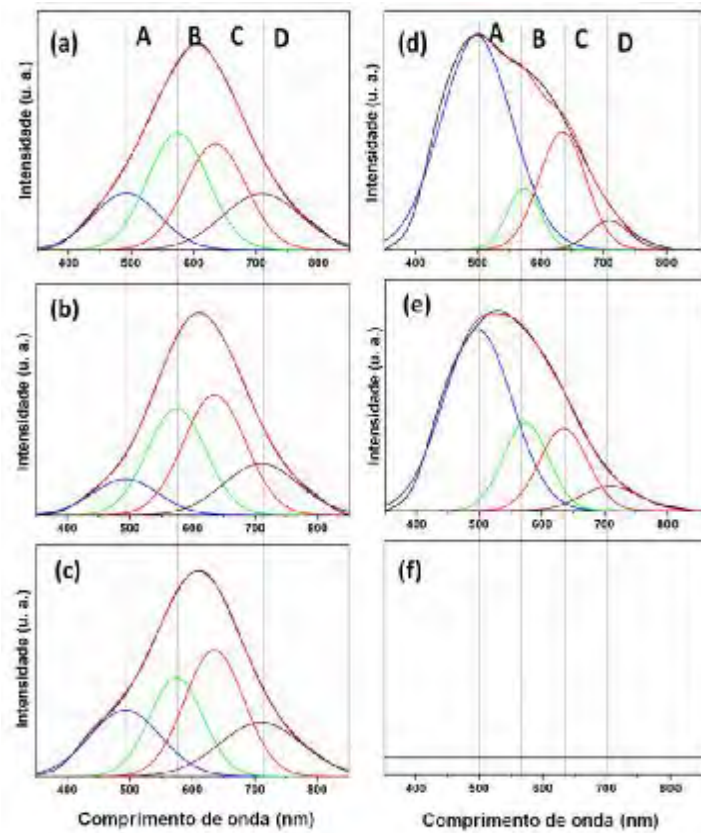 (a) A B C D
Intensidade (u. a.)
400 500 600 700 800
(d) A B C D
Intensidade (u. a.)
400 500 600 700 800
(b)
Intensidade (u. a.)
400 500 600 700 800
(e)
Intensidade (u. a.)
400 500 600 700 800
(c)
Intensidade (u. a.)
400 500 600 700 800
Comprimento de onda (nm)
(f)
Intensidade (u. a.)
400 500 600 700 800
Comprimento de onda (nm)